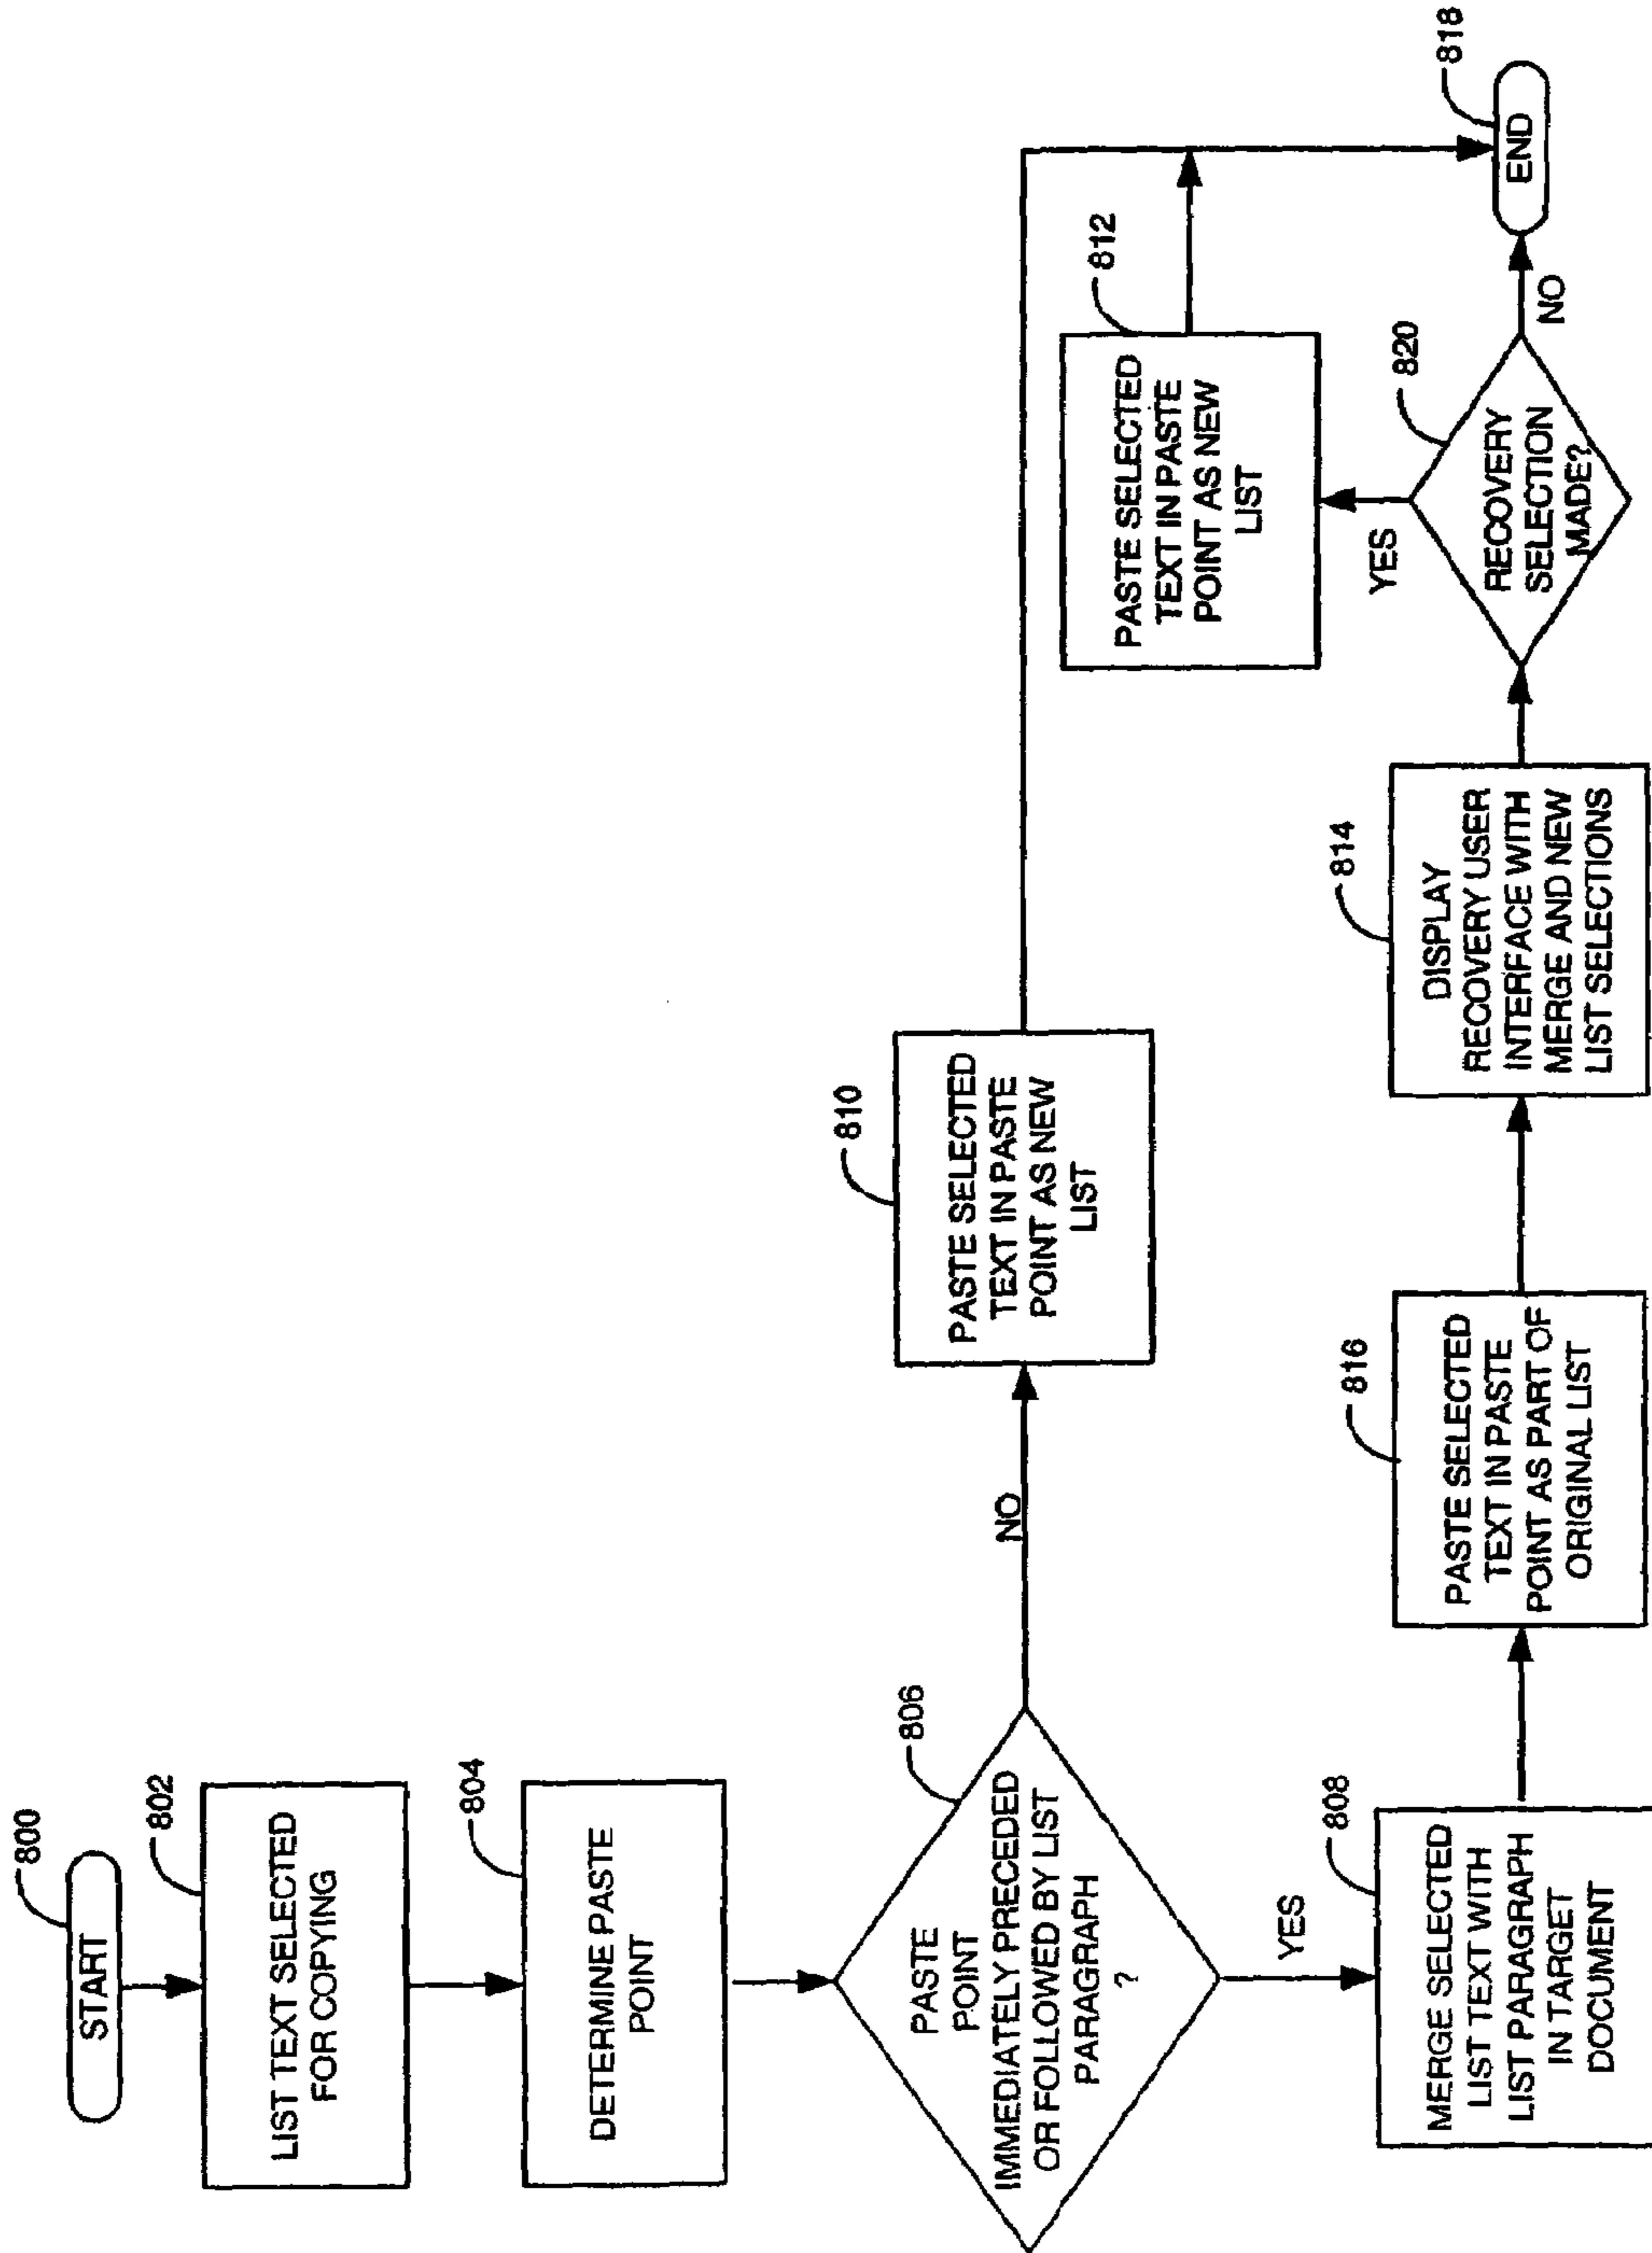 START
800
LIST TEXT SELECTED
FOR COPYING
802
DETERMINE PASTE
POINT
804
PASTE
POINT
IMMEDIATELY PRECEDED
OR FOLLOWED BY LIST
PARAGRAPH
?
806
NO
PASTE SELECTED
TEXT IN PASTE
POINT AS NEW
LIST
810
YES
MERGE SELECTED
LIST TEXT WITH
LIST PARAGRAPH
IN TARGET
DOCUMENT
808
PASTE SELECTED
TEXT IN PASTE
POINT AS PART OF
ORIGINAL LIST
816
DISPLAY
RECOVERY USER
INTERFACE WITH
MERGE AND NEW
LIST SELECTIONS
814
RECOVERY
SELECTION
MADE?
820
YES
PASTE SELECTED
TEXT IN PASTE
POINT AS NEW
LIST
812
NO
END
818